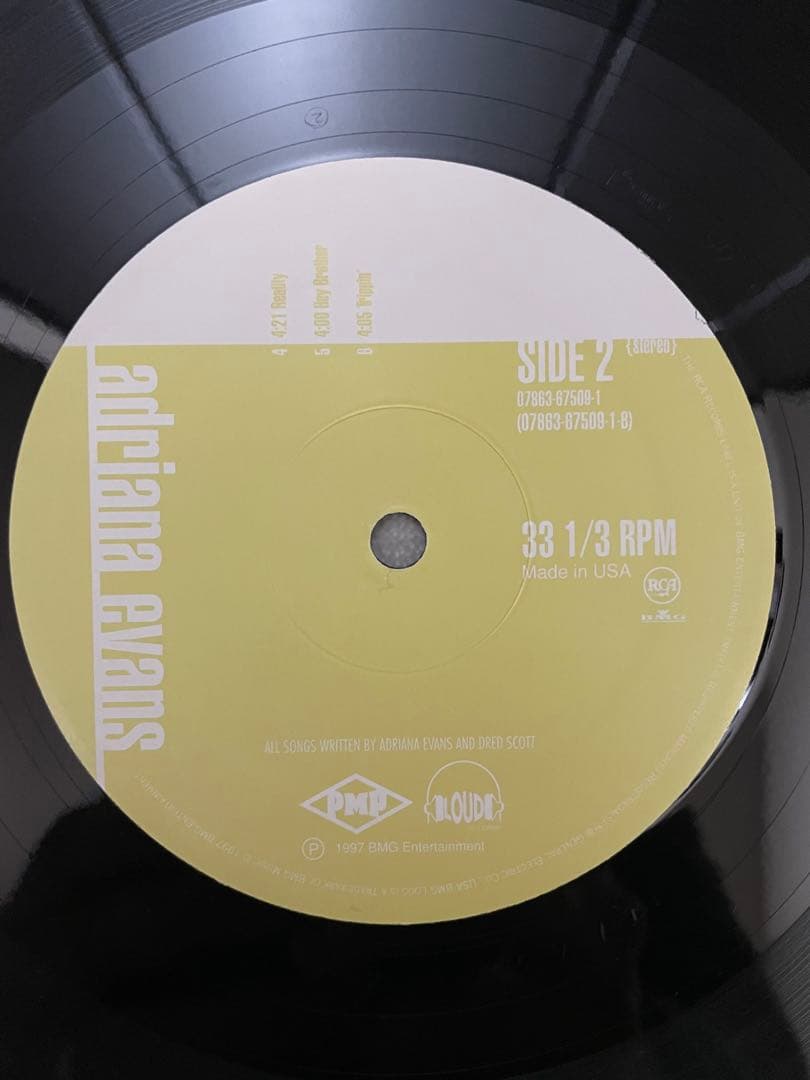 2
4 4:21 Reality
5 4:00 Hey Brother
6 4:05 Trippin'
SIDE 2 {stereo}
07863-67509-1
(07863-67509-1-B)
adriana evans
33 1/3 RPM
Made in USA
RCA
BMG
ALL SONGS WRITTEN BY ADRIANA EVANS AND DRED SCOTT
PMP
LOUD
℗ 1997 BMG Entertainment